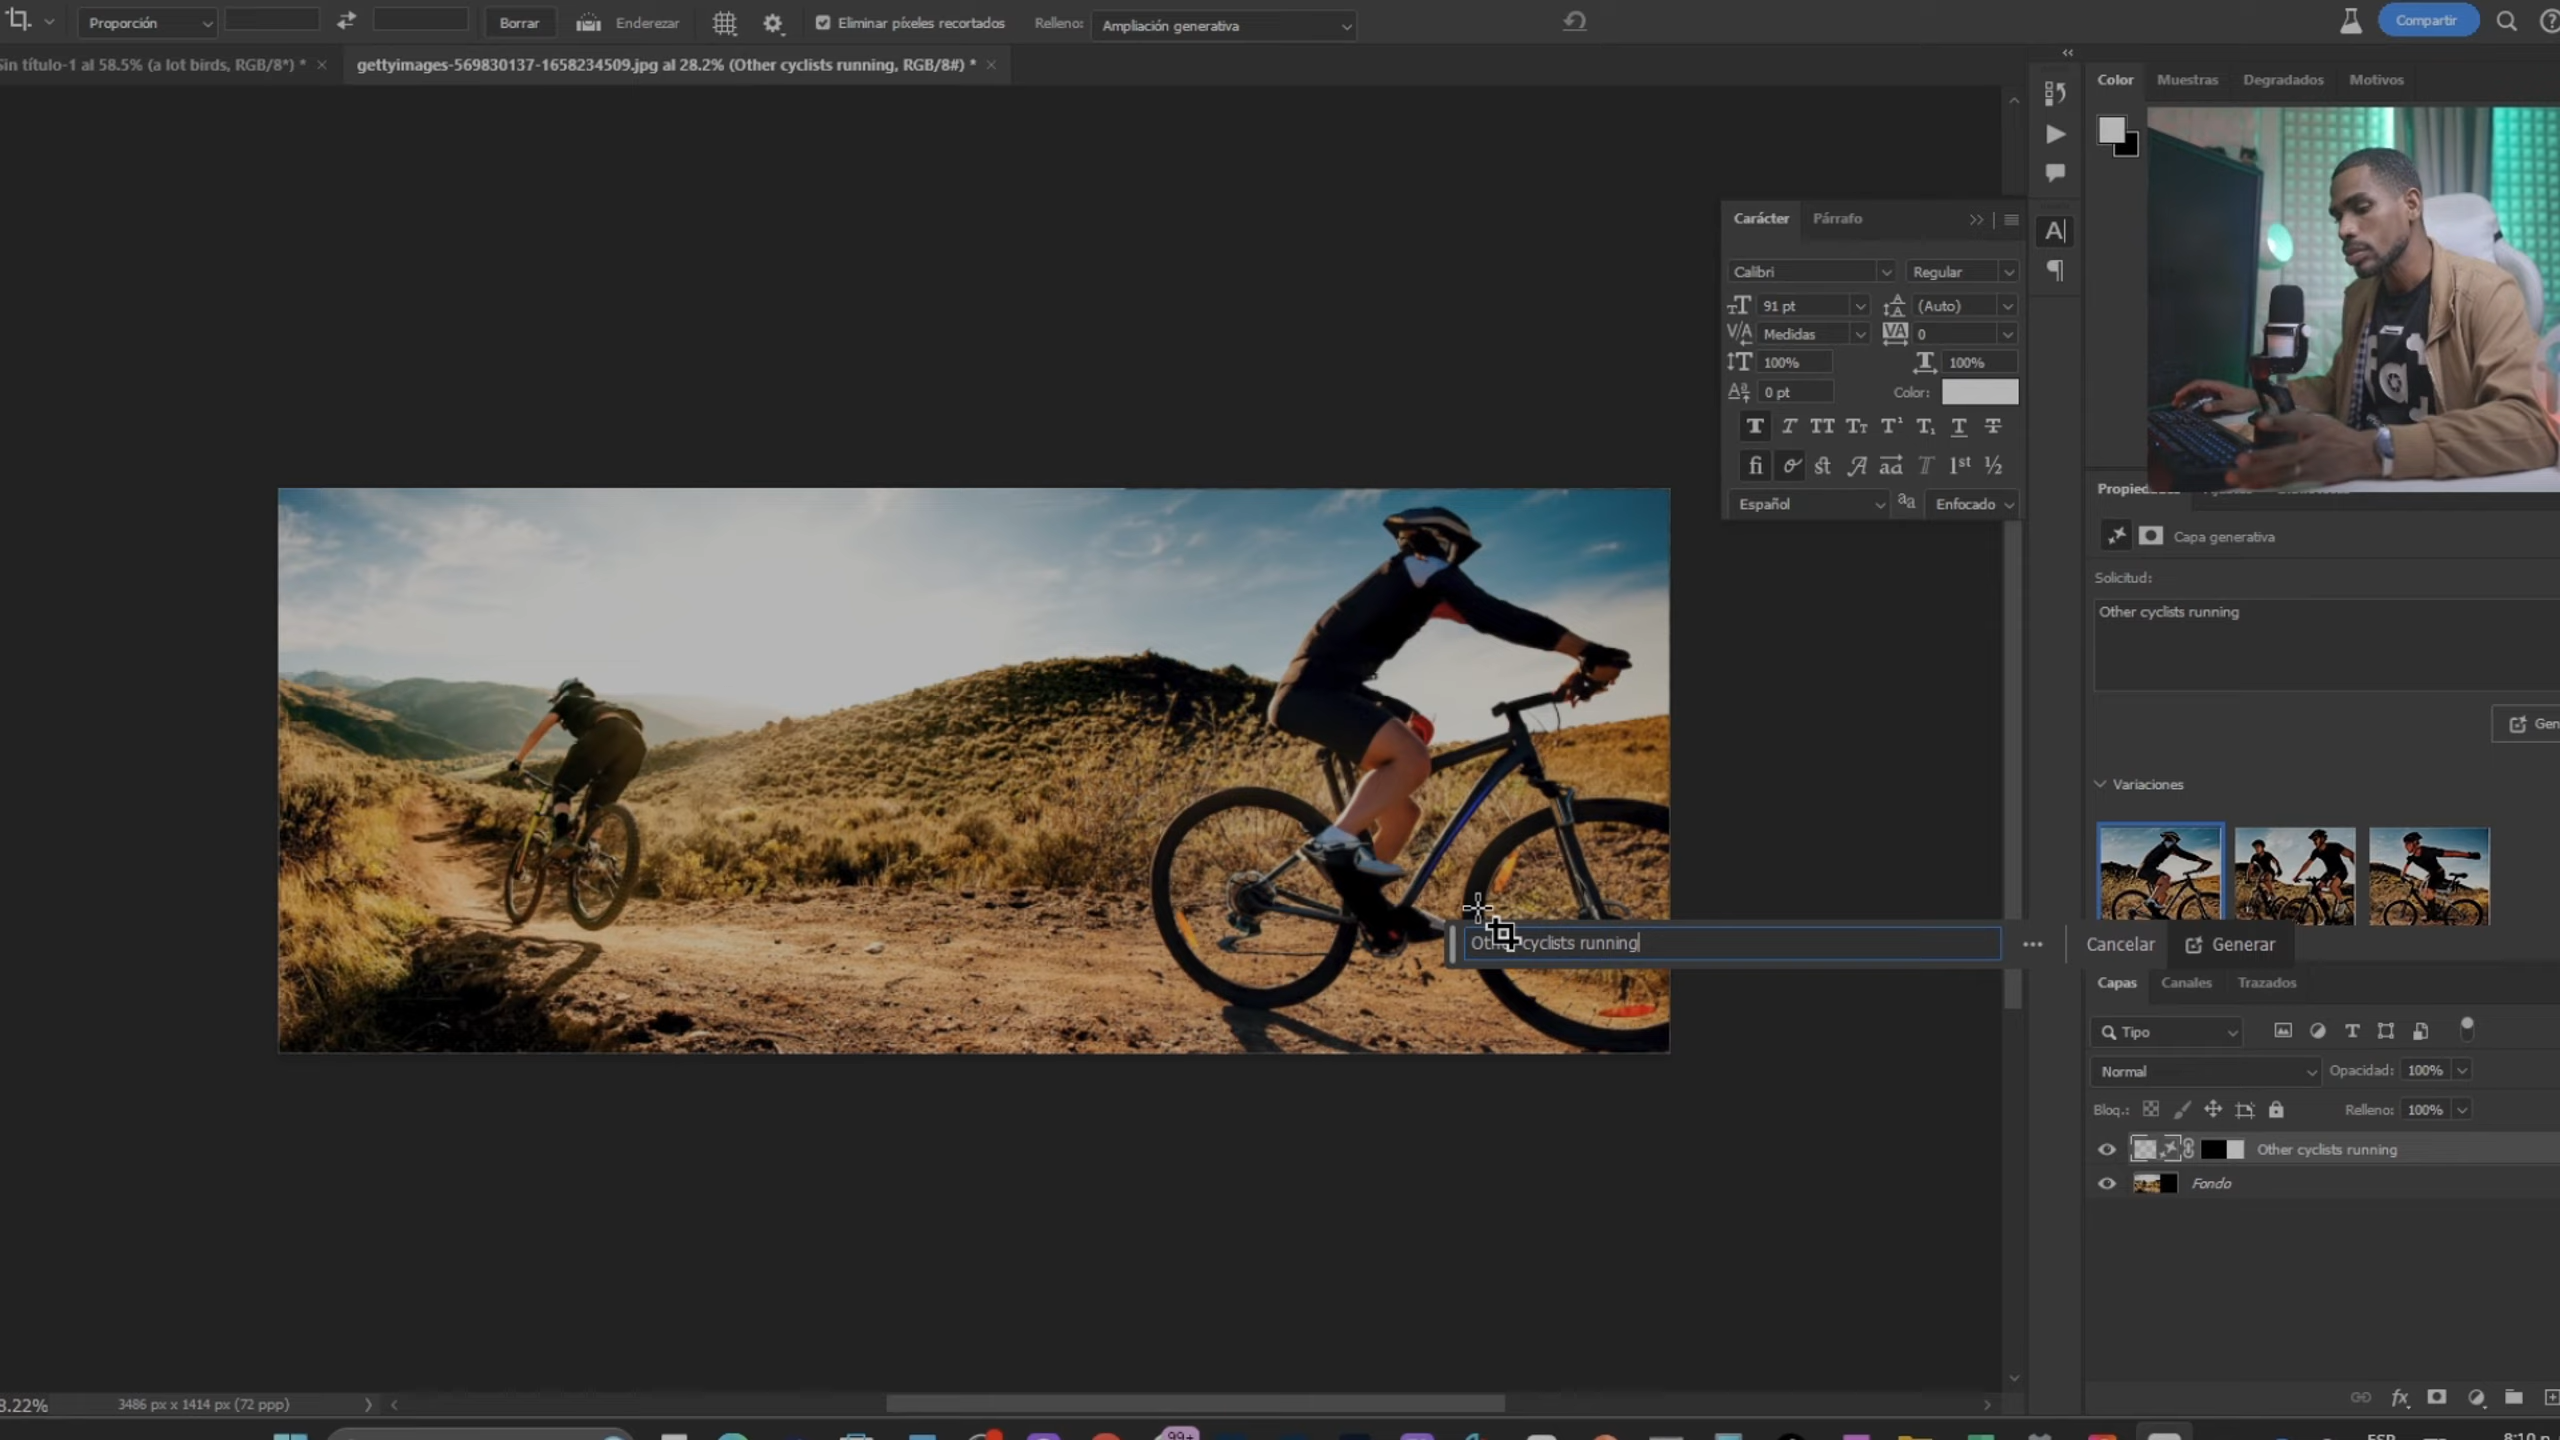 Proporción
Borrar
Enderezar
Eliminar píxeles recortados
Relleno:
Ampliación generativa
Compartir
Sin título-1 al 58.5% (a lot birds, RGB/8*) *
gettyimages-569830137-1658234509.jpg al 28.2% (Other cyclists running, RGB/8#) *
Color
Muestras
Degradados
Motivos
Carácter
Párrafo
Calibri
Regular
91 pt
(Auto)
Medidas
0
100%
100%
0 pt
Color:
Español
Enfocado
Capa generativa
Solicitud:
Other cyclists running
Gen
Variaciones
cyclists running
Cancelar
Generar
Capas
Canales
Trazados
Tipo
Normal
Opacidad: 100%
Bloq.:
Relleno: 100%
Other cyclists running
Fondo
8.22%
3486 px x 1414 px (72 ppp)
99+
ESP
8:10 p.